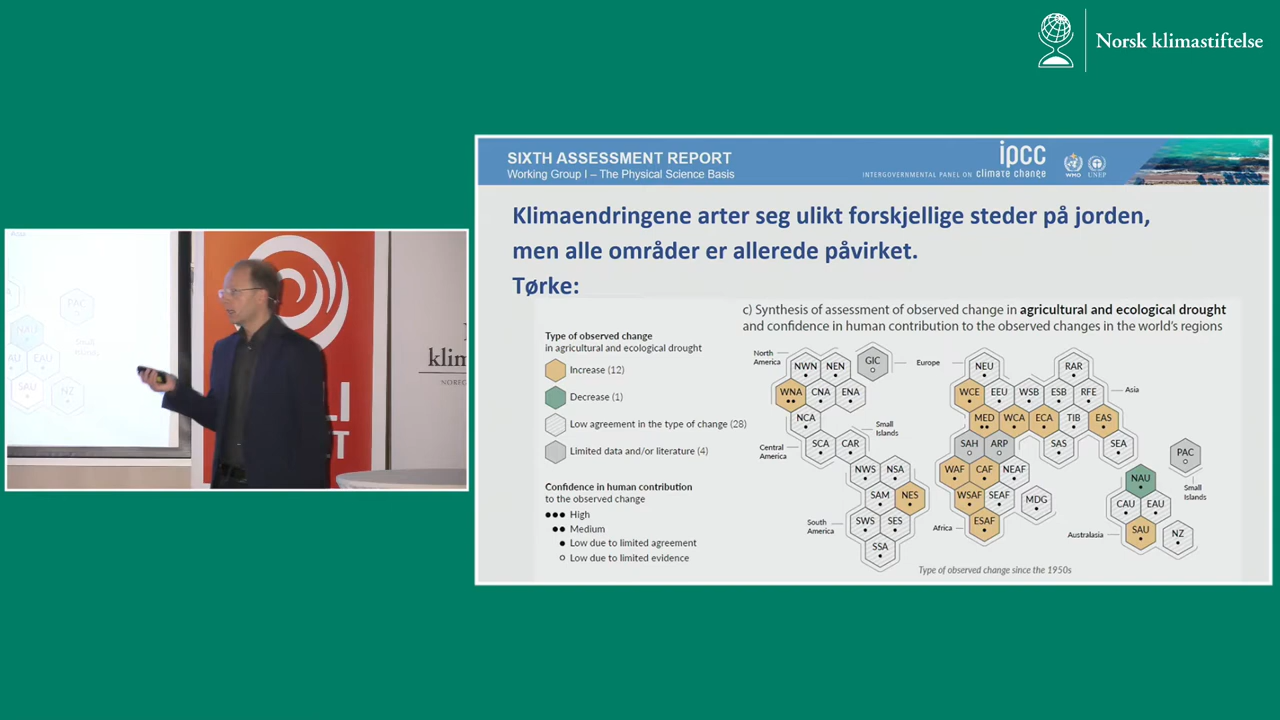 Norsk klimastiftelse
SIXTH ASSESSMENT REPORT
Working Group I – The Physical Science Basis
ipcc
INTERGOVERNMENTAL PANEL ON climate change
WMO
UNEP
Klimaendringene arter seg ulikt forskjellige steder på jorden,
men alle områder er allerede påvirket.
Tørke:
c) Synthesis of assessment of observed change in agricultural and ecological drought
and confidence in human contribution to the observed changes in the world's regions
Type of observed change
in agricultural and ecological drought
Increase (12)
Decrease (1)
Low agreement in the type of change (28)
Limited data and/or literature (4)
Confidence in human contribution
to the observed change
High
Medium
Low due to limited agreement
Low due to limited evidence
North
America
NWN NEN GIC
WNA CNA ENA
NCA
Small
Islands
Central
America
SCA CAR
NWS NSA
SAM NES
South
America
SWS SES
SSA
Europe
NEU RAR
WCE EEU WSB ESB RFE
Asia
MED WCA ECA TIB EAS
SAH ARP SAS SEA
WAF CAF NEAF
WSAF SEAF MDG
Africa
ESAF
PAC
Small
Islands
NAU
CAU EAU
Australasia
SAU NZ
Type of observed change since the 1950s
PAC
NAU
Small
AU EAU
SAU NZ
klim